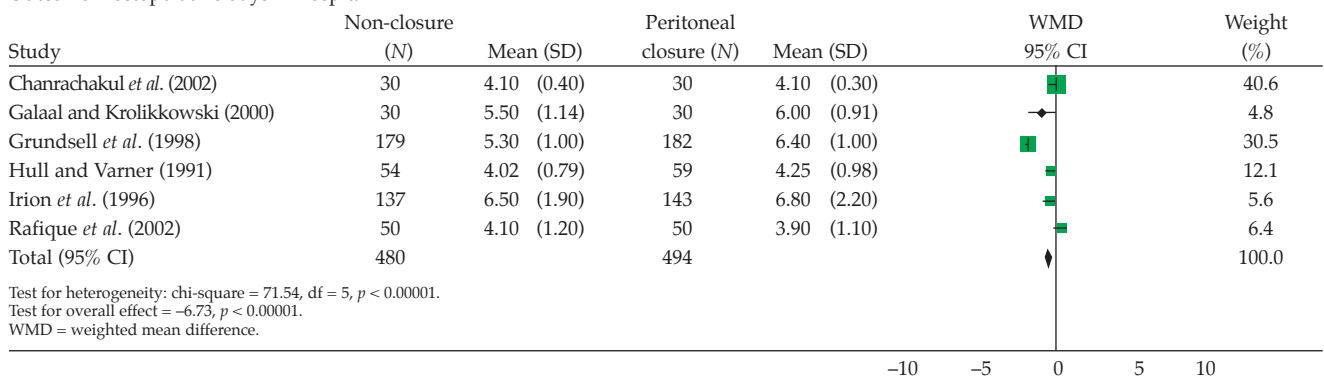 Non-closure Peritoneal WMD Weight
Study (N) Mean (SD) closure (N) Mean (SD) 95% CI (%)
Chanrachakul et al. (2002) 30 4.10 (0.40) 30 4.10 (0.30) 40.6
Galaal and Krolikkowski (2000) 30 5.50 (1.14) 30 6.00 (0.91) 4.8
Grundsell et al. (1998) 179 5.30 (1.00) 182 6.40 (1.00) 30.5
Hull and Varner (1991) 54 4.02 (0.79) 59 4.25 (0.98) 12.1
Irion et al. (1996) 137 6.50 (1.90) 143 6.80 (2.20) 5.6
Rafique et al. (2002) 50 4.10 (1.20) 50 3.90 (1.10) 6.4
Total (95% CI) 480 494 100.0
Test for heterogeneity: chi-square = 71.54, df = 5, p < 0.00001.
Test for overall effect = –6.73, p < 0.00001.
WMD = weighted mean difference.
–10 –5 0 5 10